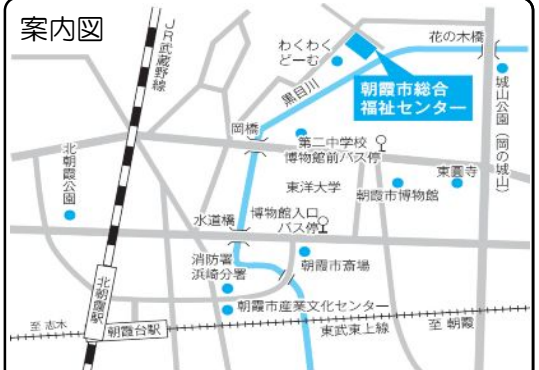 案内図
JR武蔵野線
わくわく
どーむ
花の木橋
黒目川
朝霞市総合
福祉センター
城山公園（岡の城山）
岡橋
第二中学校
博物館前バス停
東圓寺
北朝霞公園
東洋大学
朝霞市博物館
水道橋
博物館入口
バス停
消防署
浜崎分署
朝霞市斎場
北朝霞駅
朝霞市産業文化センター
至 志木
朝霞台駅
東武東上線
至 朝霞